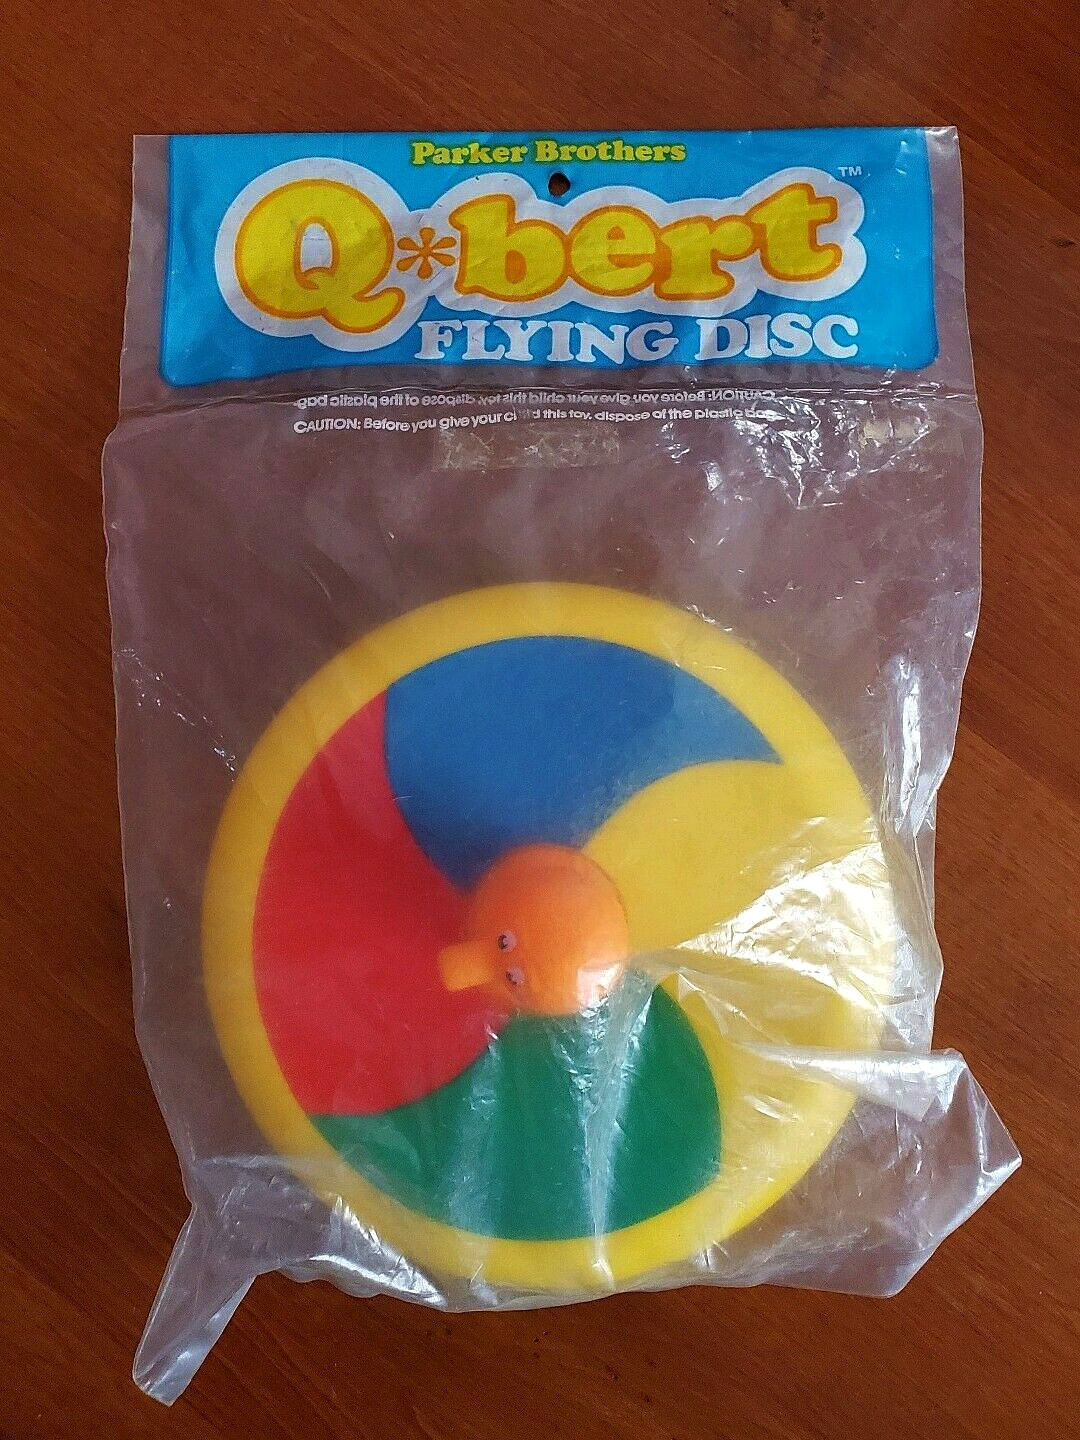 Parker Brothers
Q*bert TM
FLYING DISC
CAUTION: Before you give your child this toy, dispose of the plastic bag.
CAUTION: Before you give your child this toy, dispose of the plastic bag.